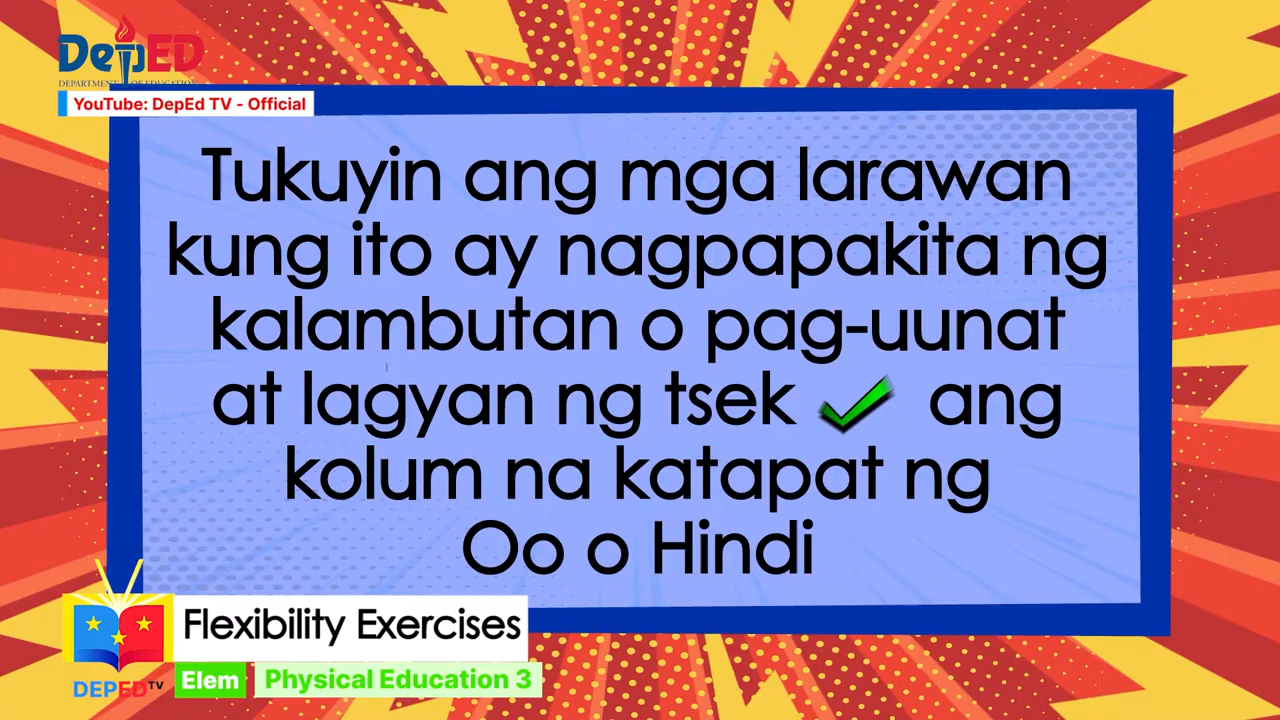 DepED
DEPARTMENT OF EDUCATION
YouTube: DepEd TV - Official
Tukuyin ang mga larawan
kung ito ay nagpapakita ng
kalambutan o pag-uunat
at lagyan ng tsek ang
kolum na katapat ng
Oo o Hindi
Flexibility Exercises
DEPED TV
Elem
Physical Education 3